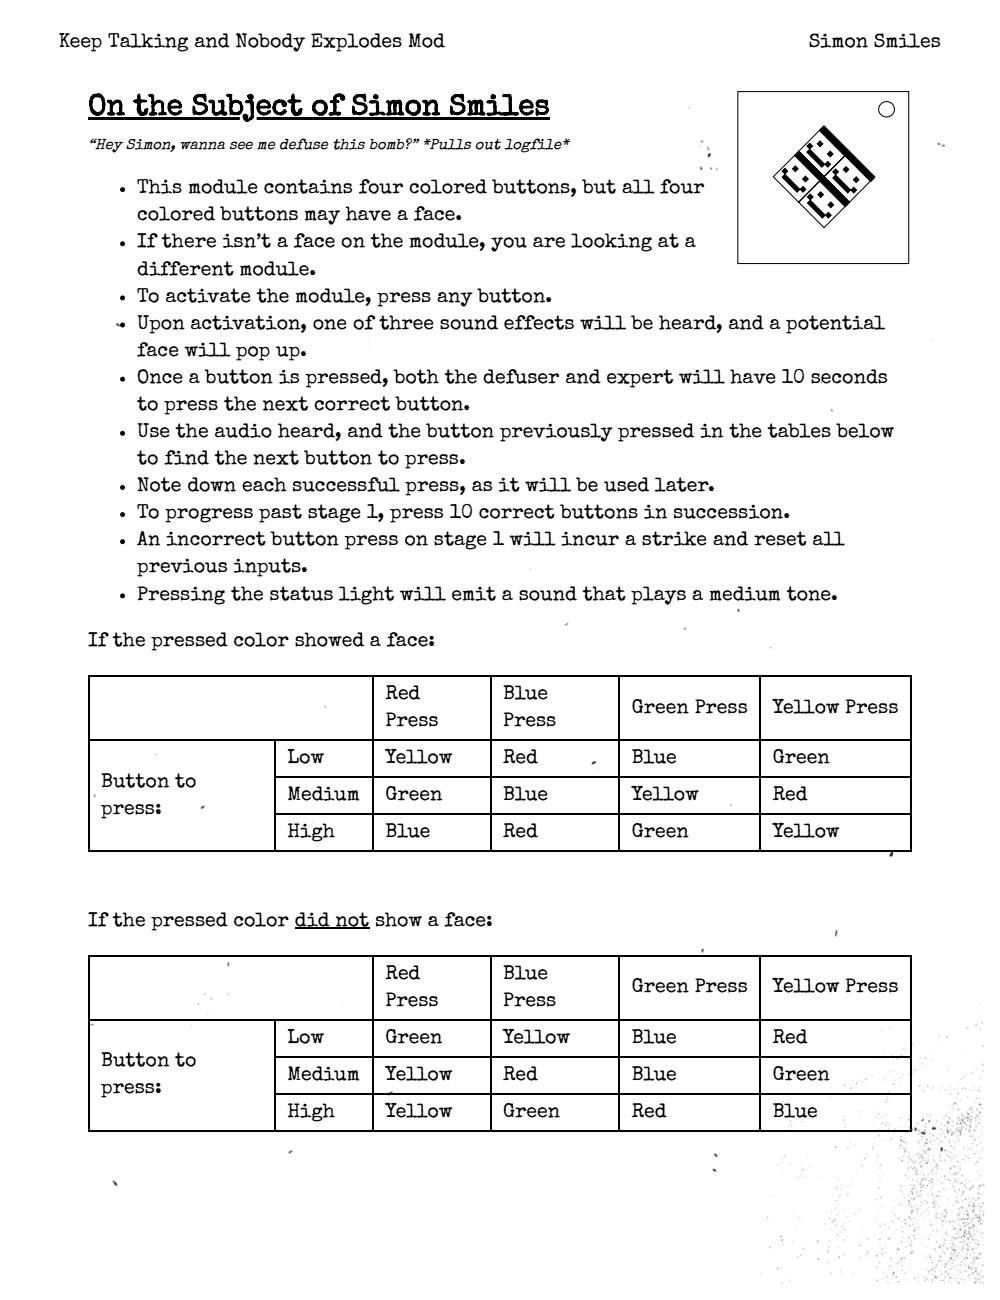 Keep Talking and Nobody Explodes Mod
Simon Smiles
On the Subject of Simon Smiles
“Hey Simon, wanna see me defuse this bomb?” *Pulls out logfile*
• This module contains four colored buttons, but all four
colored buttons may have a face.
• If there isn’t a face on the module, you are looking at a
different module.
• To activate the module, press any button.
• Upon activation, one of three sound effects will be heard, and a potential
face will pop up.
• Once a button is pressed, both the defuser and expert will have 10 seconds
to press the next correct button.
• Use the audio heard, and the button previously pressed in the tables below
to find the next button to press.
• Note down each successful press, as it will be used later.
• To progress past stage 1, press 10 correct buttons in succession.
• An incorrect button press on stage 1 will incur a strike and reset all
previous inputs.
• Pressing the status light will emit a sound that plays a medium tone.
If the pressed color showed a face:
Red Press Blue Press Green Press Yellow Press
Button to press:
Low Yellow Red Blue Green
Medium Green Blue Yellow Red
High Blue Red Green Yellow
If the pressed color did not show a face:
Red Press Blue Press Green Press Yellow Press
Button to press:
Low Green Yellow Blue Red
Medium Yellow Red Blue Green
High Yellow Green Red Blue